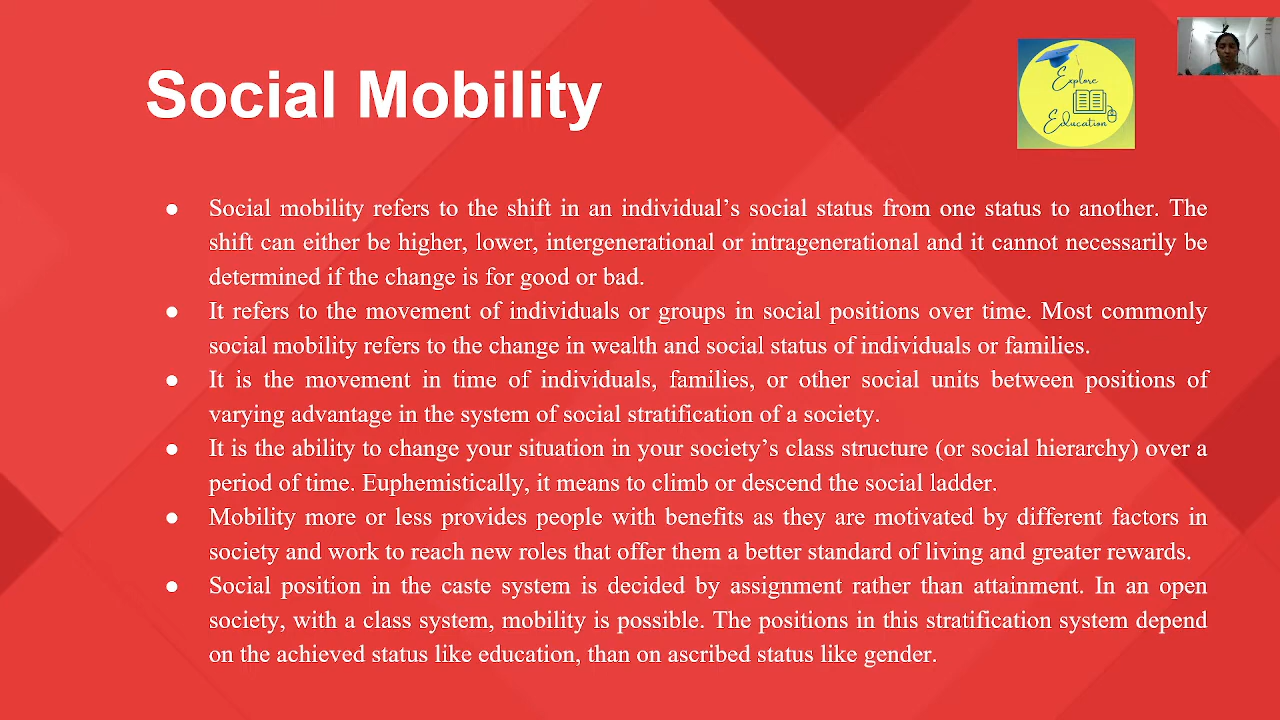 Social Mobility
Explore
Education
● Social mobility refers to the shift in an individual’s social status from one status to another. The
shift can either be higher, lower, intergenerational or intragenerational and it cannot necessarily be
determined if the change is for good or bad.
● It refers to the movement of individuals or groups in social positions over time. Most commonly
social mobility refers to the change in wealth and social status of individuals or families.
● It is the movement in time of individuals, families, or other social units between positions of
varying advantage in the system of social stratification of a society.
● It is the ability to change your situation in your society’s class structure (or social hierarchy) over a
period of time. Euphemistically, it means to climb or descend the social ladder.
● Mobility more or less provides people with benefits as they are motivated by different factors in
society and work to reach new roles that offer them a better standard of living and greater rewards.
● Social position in the caste system is decided by assignment rather than attainment. In an open
society, with a class system, mobility is possible. The positions in this stratification system depend
on the achieved status like education, than on ascribed status like gender.